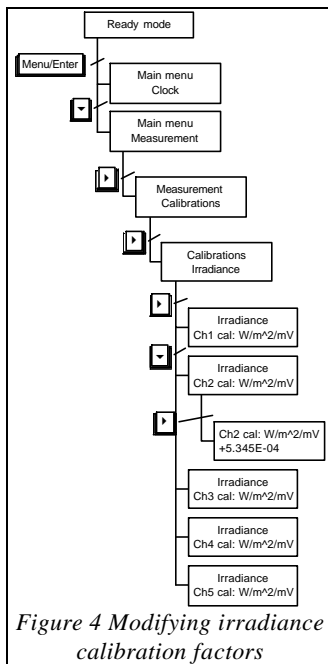 Ready mode
Menu/Enter
Main menu
Clock
Main menu
Measurement
Measurement
Calibrations
Calibrations
Irradiance
Irradiance
Ch1 cal: W/m^2/mV
Irradiance
Ch2 cal: W/m^2/mV
Ch2 cal: W/m^2/mV
+5.345E-04
Irradiance
Ch3 cal: W/m^2/mV
Irradiance
Ch4 cal: W/m^2/mV
Irradiance
Ch5 cal: W/m^2/mV
Figure 4 Modifying irradiance
calibration factors